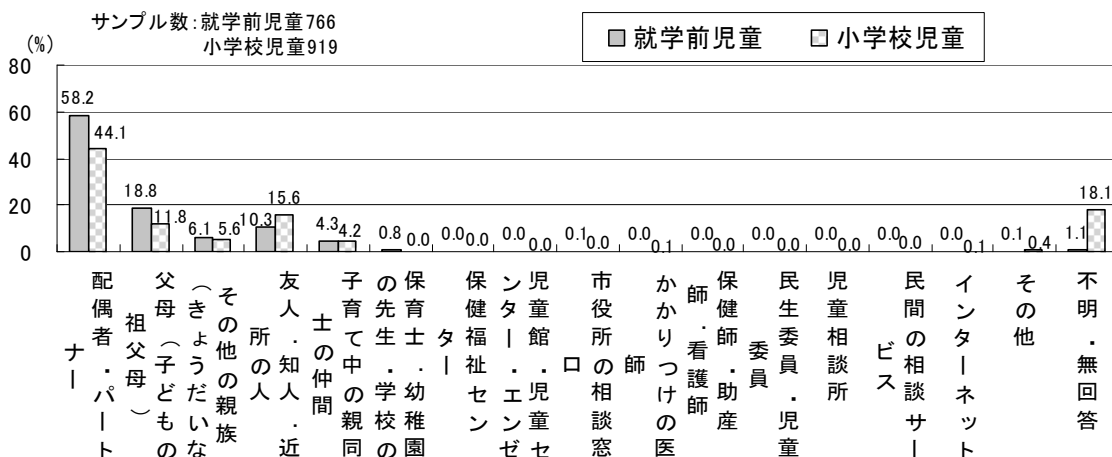 サンプル数:就学前児童766
小学校児童919
(%)
就学前児童
小学校児童
80
60
40
20
0
58.2
44.1
18.8
11.8
6.1
5.6
10.3
15.6
4.3
4.2
0.8
0.0
0.0
0.0
0.0
0.0
0.1
0.0
0.0
0.1
0.0
0.0
0.0
0.0
0.0
0.0
0.0
0.0
0.0
0.1
0.1
0.4
1.1
18.1
配偶者・パート
ナー
父母(子どもの
祖父母)
その他の親族
(きょうだいな
友人・知人・近
所の人
子育て中の親同
士の仲間
保育士・幼稚園
の先生・学校の
保健福祉セン
ター
児童館・児童セ
ンター・エンゼ
市役所の相談窓
口
かかりつけの医
師
保健師・助産
師・看護師
民生委員・児童
委員
児童相談所
民間の相談サー
ビス
インターネット
その他
不明・無回答